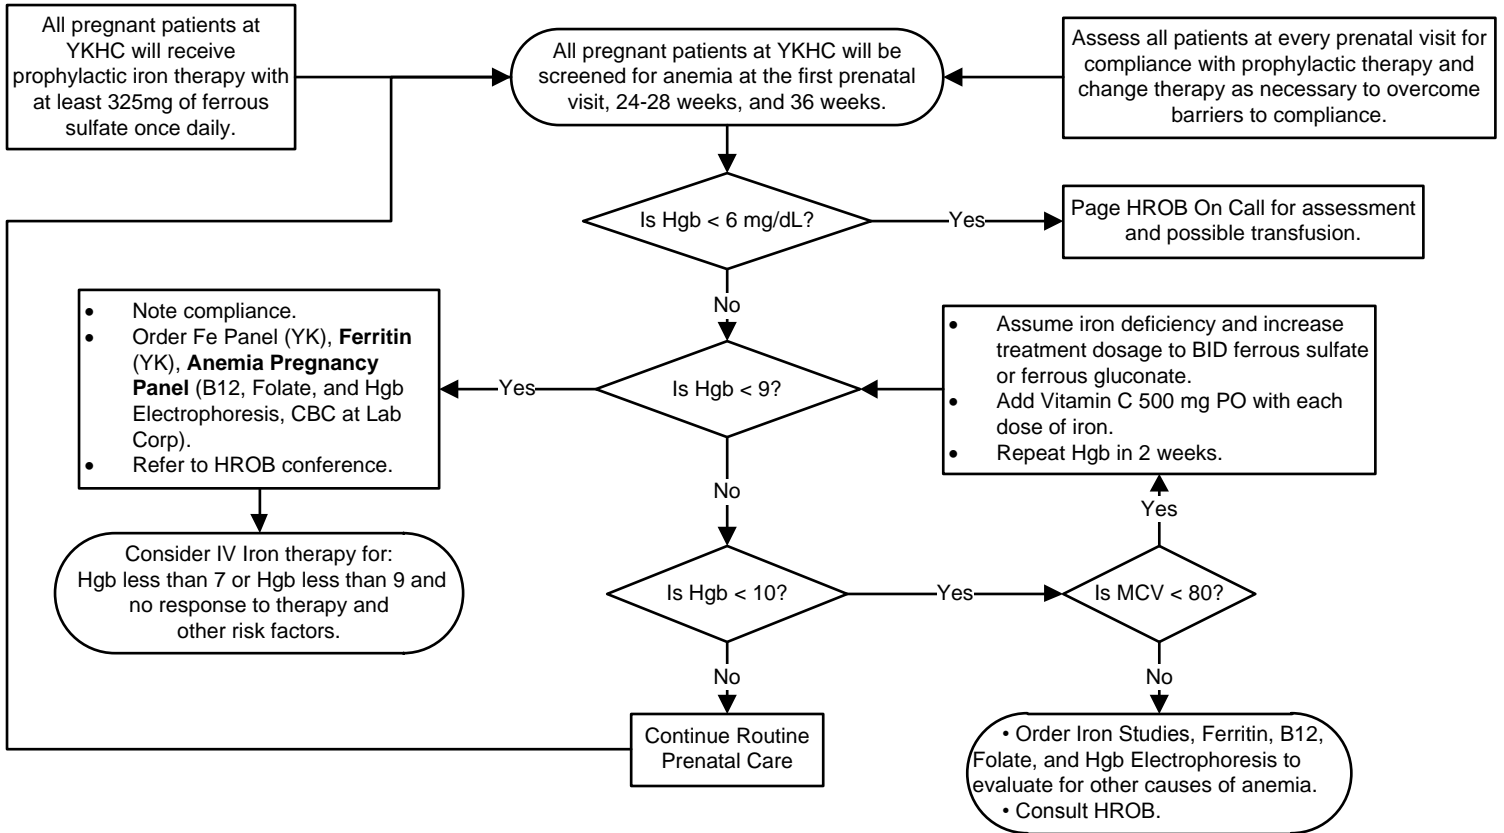 All pregnant patients at
YKHC will receive
prophylactic iron therapy with
at least 325mg of ferrous
sulfate once daily.
All pregnant patients at YKHC will be
screened for anemia at the first prenatal
visit, 24-28 weeks, and 36 weeks.
Assess all patients at every prenatal visit for
compliance with prophylactic therapy and
change therapy as necessary to overcome
barriers to compliance.
Is Hgb < 6 mg/dL?
Yes
Page HROB On Call for assessment
and possible transfusion.
No
• Note compliance.
• Order Fe Panel (YK), Ferritin
(YK), Anemia Pregnancy
Panel (B12, Folate, and Hgb
Electrophoresis, CBC at Lab
Corp).
• Refer to HROB conference.
Yes
Is Hgb < 9?
• Assume iron deficiency and increase
treatment dosage to BID ferrous sulfate
or ferrous gluconate.
• Add Vitamin C 500 mg PO with each
dose of iron.
• Repeat Hgb in 2 weeks.
No
Yes
Consider IV Iron therapy for:
Hgb less than 7 or Hgb less than 9 and
no response to therapy and
other risk factors.
Is Hgb < 10?
Yes
Is MCV < 80?
No
No
Continue Routine
Prenatal Care
• Order Iron Studies, Ferritin, B12,
Folate, and Hgb Electrophoresis to
evaluate for other causes of anemia.
• Consult HROB.